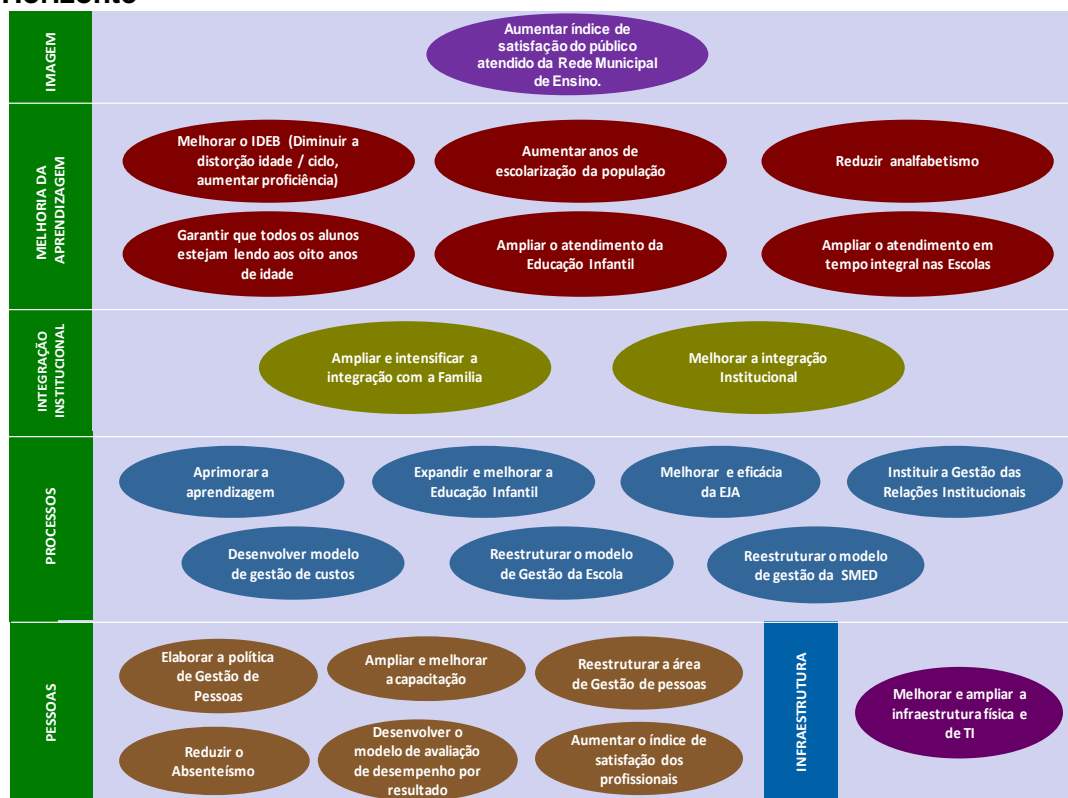 Horizonte
IMAGEM
Aumentar índice de
satisfação do público
atendido da Rede Municipal
de Ensino.
MELHORIA DA
APRENDIZAGEM
Melhorar o IDEB (Diminuir a
distorção idade / ciclo,
aumentar proficiência)
Aumentar anos de
escolarização da população
Reduzir analfabetismo
Garantir que todos os alunos
estejam lendo aos oito anos
de idade
Ampliar o atendimento da
Educação Infantil
Ampliar o atendimento em
tempo integral nas Escolas
INTEGRAÇÃO
INSTITUCIONAL
Ampliar e intensificar a
integração com a Familia
Melhorar a integração
Institucional
PROCESSOS
Aprimorar a
aprendizagem
Expandir e melhorar a
Educação Infantil
Melhorar e eficácia
da EJA
Instituir a Gestão das
Relações Institucionais
Desenvolver modelo
de gestão de custos
Reestruturar o modelo
de Gestão da Escola
Reestruturar o modelo
de gestão da SMED
PESSOAS
Elaborar a política
de Gestão de
Pessoas
Ampliar e melhorar
a capacitação
Reestruturar a área
de Gestão de pessoas
Reduzir o
Absenteísmo
Desenvolver o
modelo de avaliação
de desempenho por
resultado
Aumentar o índice de
satisfação dos
profissionais
INFRAESTRUTURA
Melhorar e ampliar a
infraestrutura física e
de TI